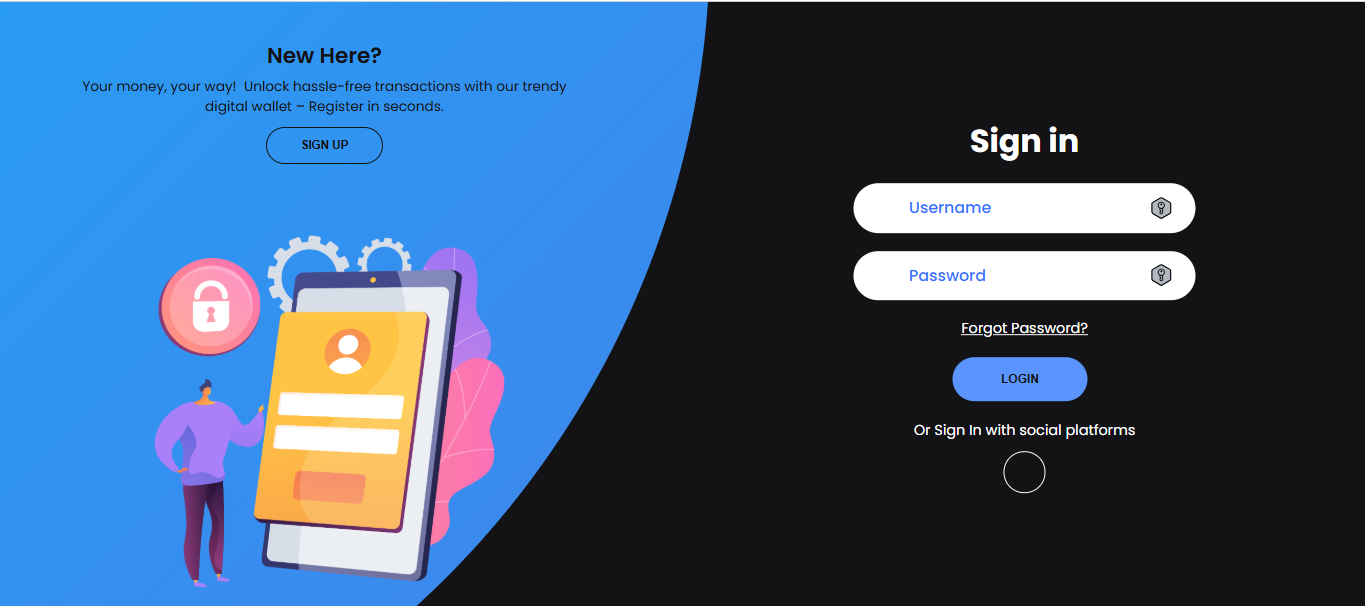 New Here?
Your money, your way!  Unlock hassle-free transactions with our trendy
digital wallet – Register in seconds.
SIGN UP
Sign in
Username
Password
Forgot Password?
LOGIN
Or Sign In with social platforms